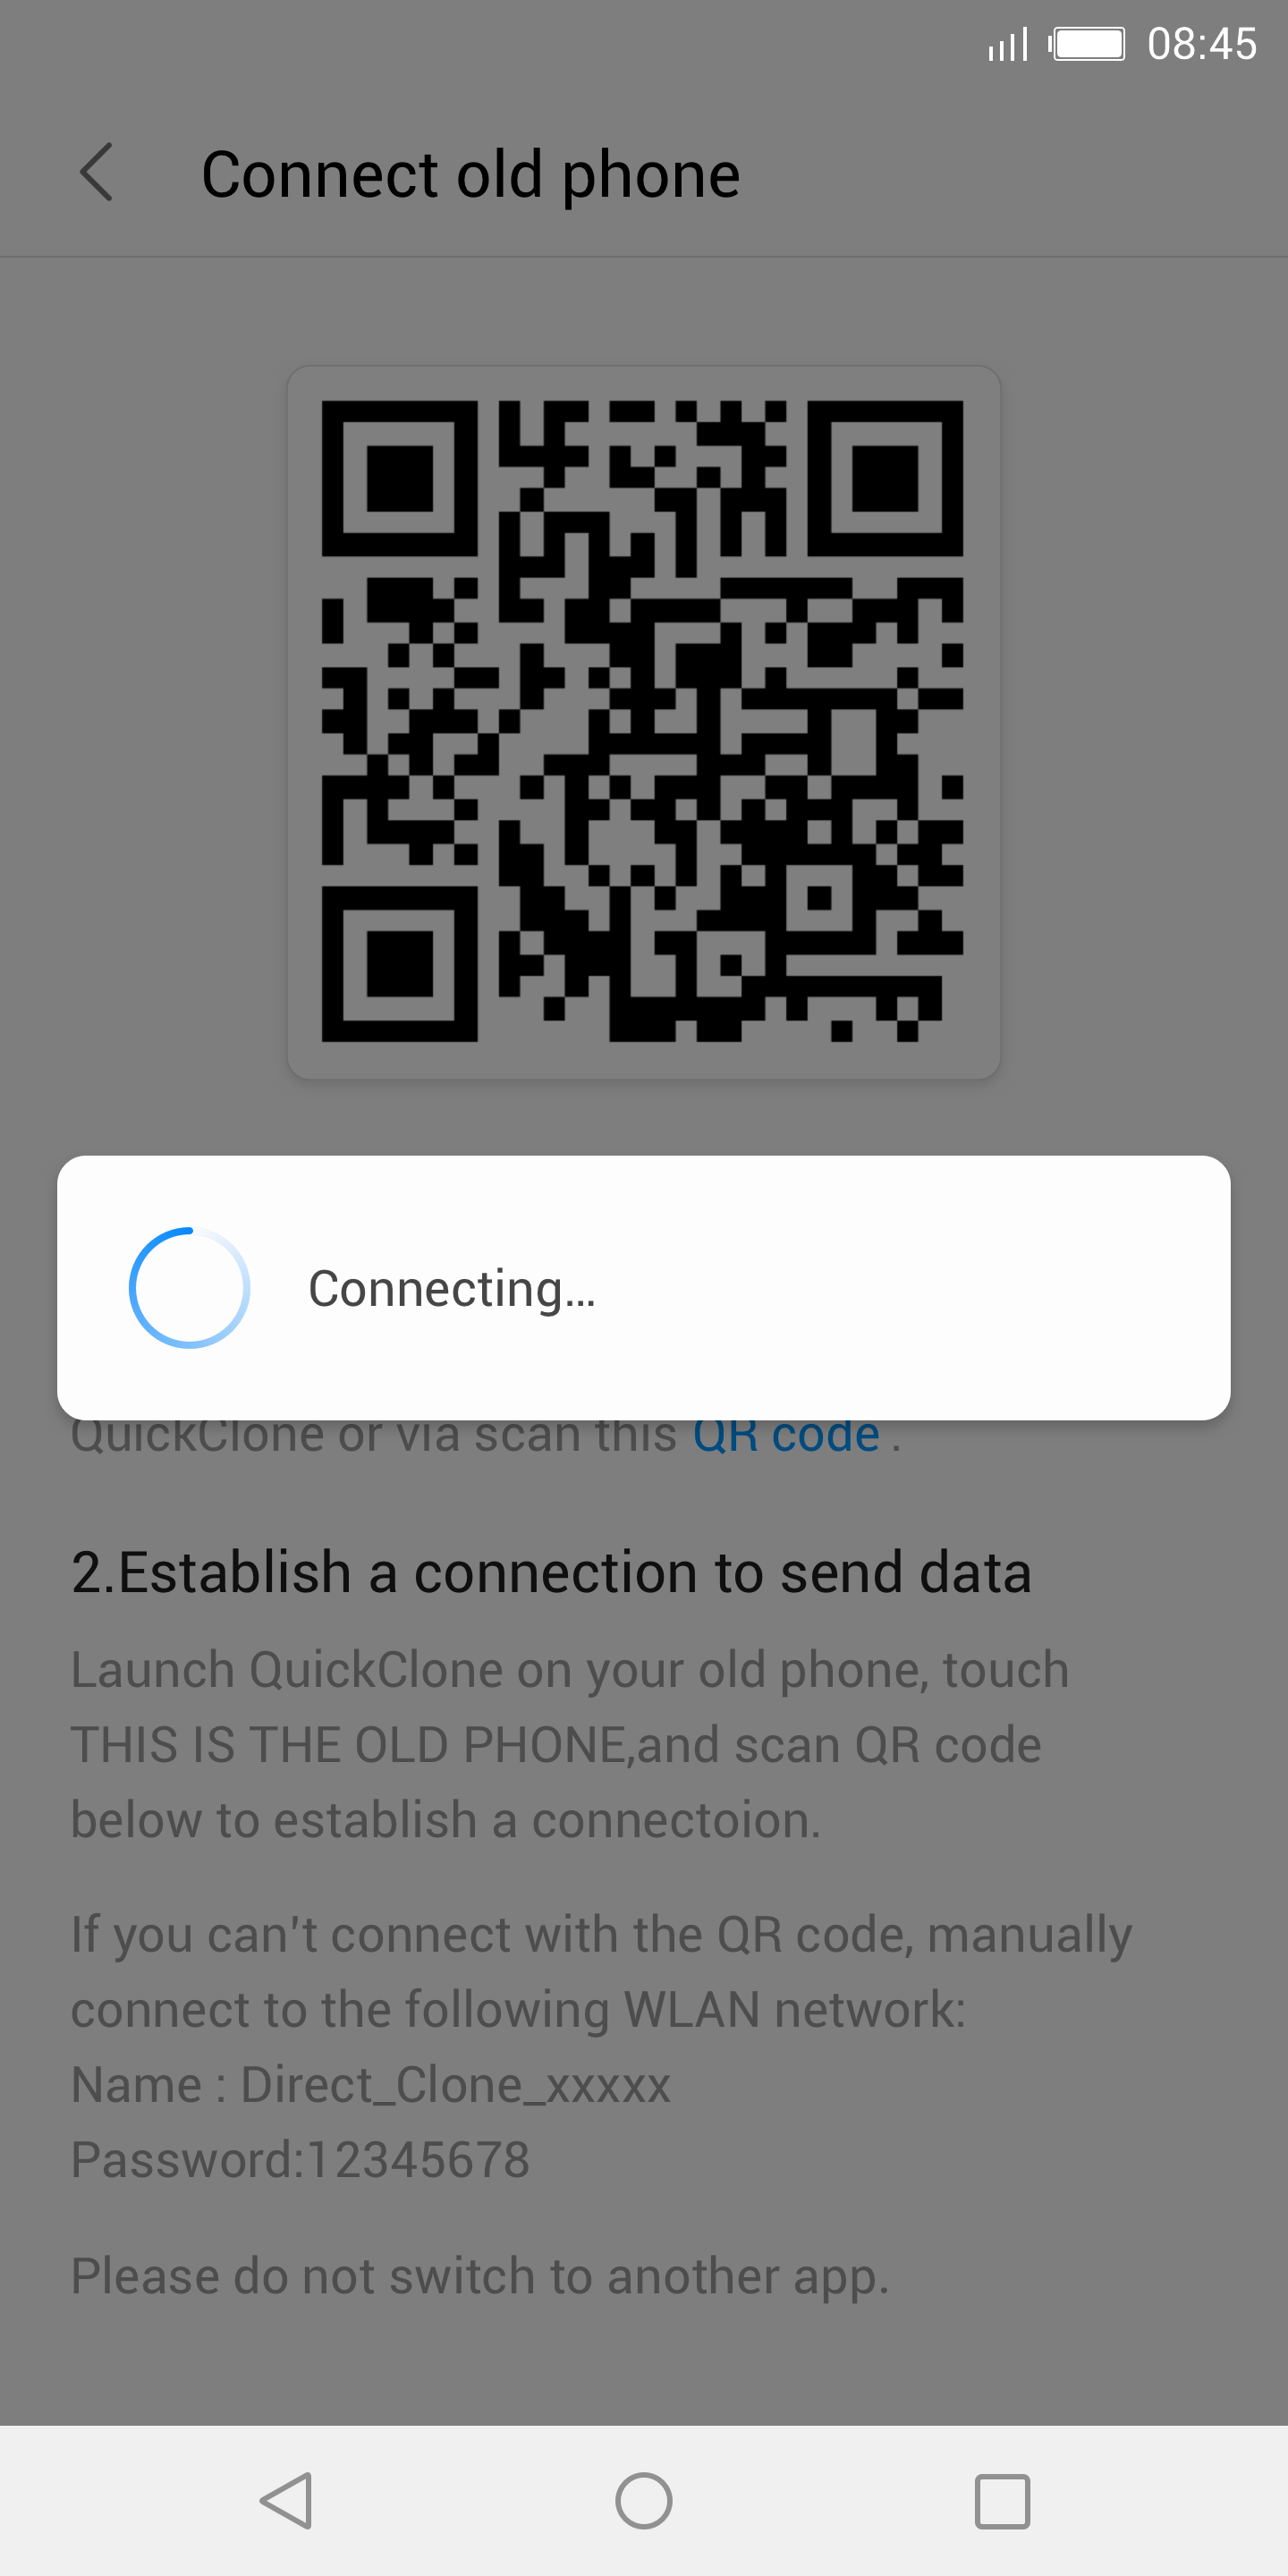 08:45
Connect old phone
Connecting...
QuickClone or via scan this QR code .
2.Establish a connection to send data
Launch QuickClone on your old phone, touch
THIS IS THE OLD PHONE,and scan QR code
below to establish a connectoion.
If you can't connect with the QR code, manually
connect to the following WLAN network:
Name : Direct_Clone_xxxxx
Password:12345678
Please do not switch to another app.